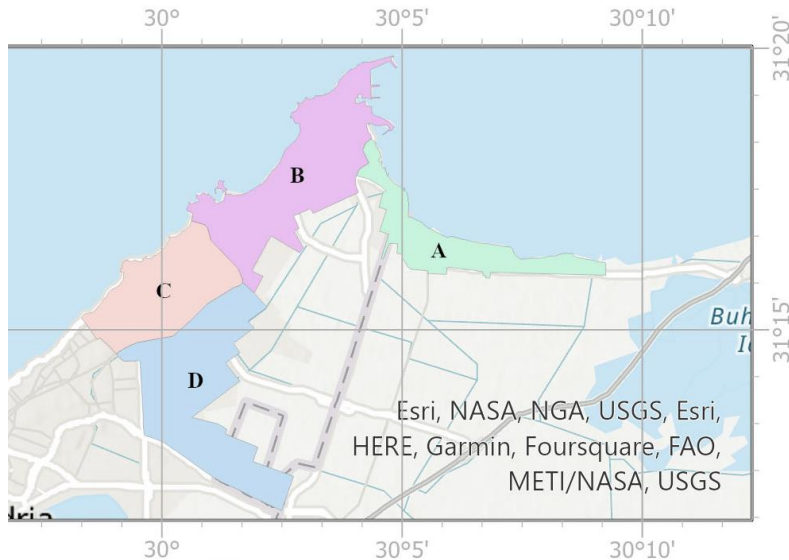 30° 30°5' 30°10'
31°20'
B
A
C
31°15'
Buh
D
Esri, NASA, NGA, USGS, Esri,
HERE, Garmin, Foursquare, FAO,
METI/NASA, USGS
dria
30° 30°5' 30°10'